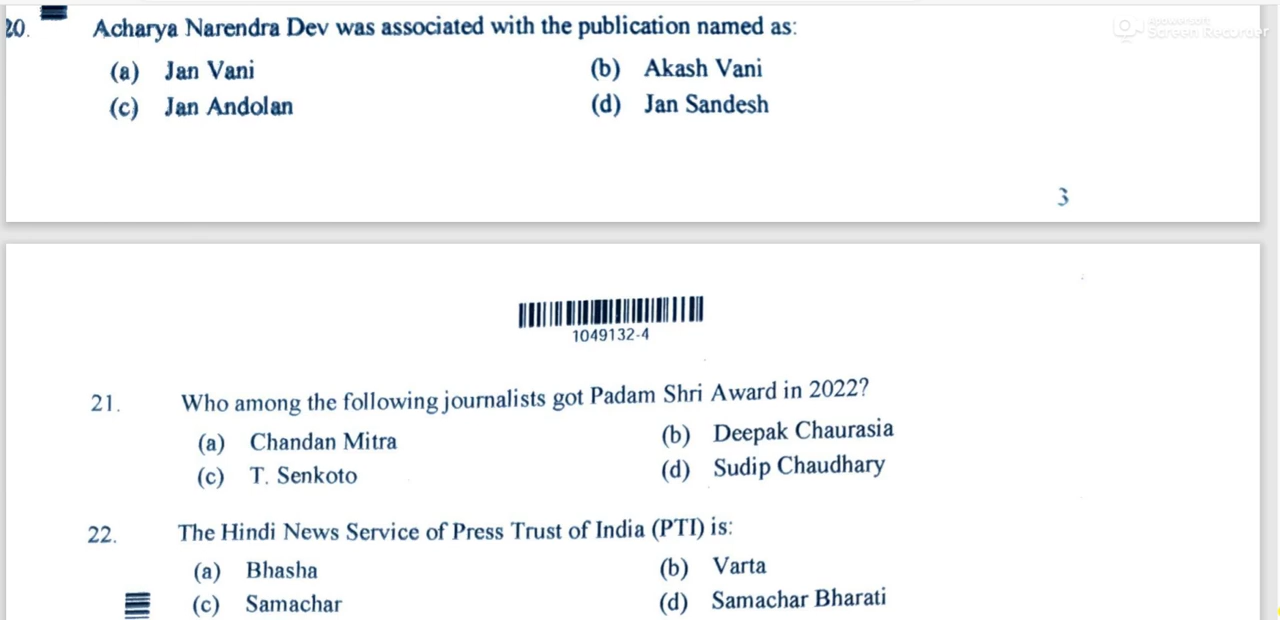 20. Acharya Narendra Dev was associated with the publication named as:
(a) Jan Vani (b) Akash Vani
(c) Jan Andolan (d) Jan Sandesh
3
1049132-4
21. Who among the following journalists got Padam Shri Award in 2022?
(a) Chandan Mitra (b) Deepak Chaurasia
(c) T. Senkoto (d) Sudip Chaudhary
22. The Hindi News Service of Press Trust of India (PTI) is:
(a) Bhasha (b) Varta
(c) Samachar (d) Samachar Bharati
Apowersoft
Screen Recorder